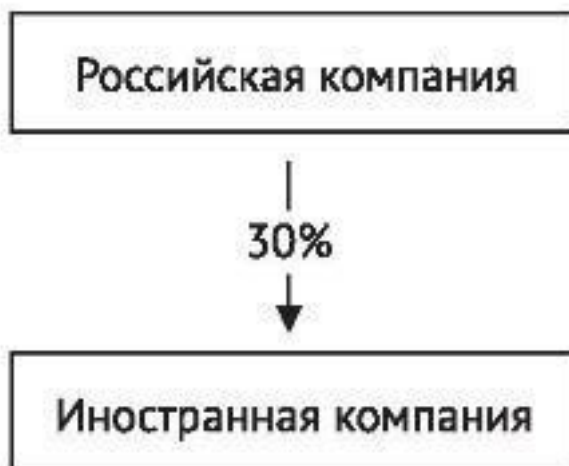 Российская компания
30%
Иностранная компания